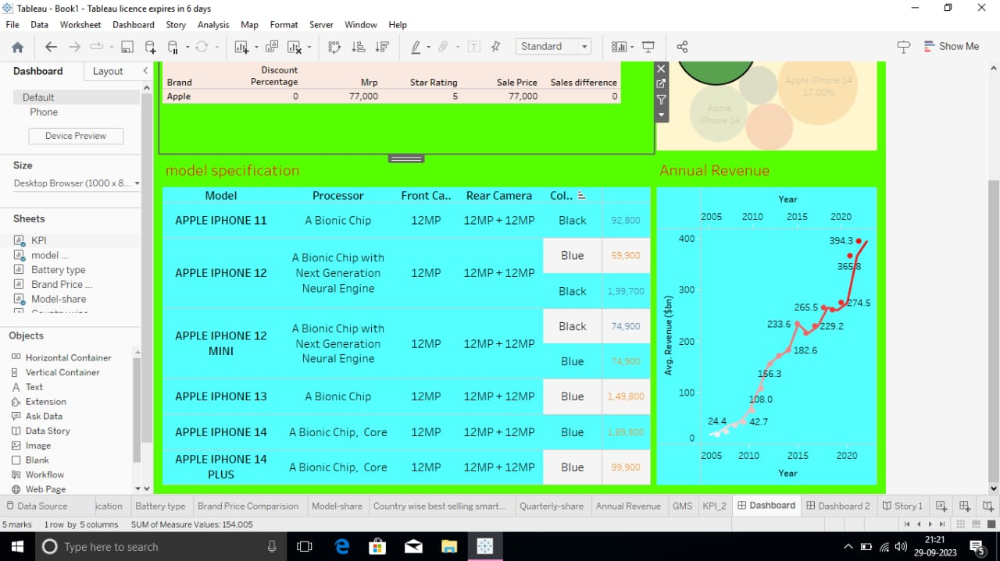 Tableau - Book1 - Tableau licence expires in 6 days
File Data Worksheet Dashboard Story Analysis Map Format Server Window Help
Standard
Show Me
Dashboard Layout
Default
Phone
Device Preview
Size
Desktop Browser (1000 x 8...
Sheets
KPI
model ...
Battery type
Brand Price ...
Model-share
Objects
Horizontal Container
Vertical Container
Text
Extension
Ask Data
Data Story
Image
Blank
Workflow
Web Page
Brand Discount Percentage Mrp Star Rating Sale Price Sales difference
Apple 0 77,000 5 77,000 0
Apple iPhone 14
17.00%
Apple
iPhone 14
model specification
Model Processor Front Ca.. Rear Camera Col..
APPLE IPHONE 11 A Bionic Chip 12MP 12MP + 12MP Black 92,800
APPLE IPHONE 12 A Bionic Chip with Next Generation Neural Engine 12MP 12MP + 12MP Blue 59,900
Black 1,99,700
APPLE IPHONE 12 MINI A Bionic Chip with Next Generation Neural Engine 12MP 12MP + 12MP Black 74,900
Blue 74,900
APPLE IPHONE 13 A Bionic Chip 12MP 12MP + 12MP Blue 1,49,800
APPLE IPHONE 14 A Bionic Chip, Core 12MP 12MP + 12MP Blue 1,89,800
APPLE IPHONE 14 PLUS A Bionic Chip, Core 12MP 12MP + 12MP Blue 99,900
Annual Revenue
Year
2005 2010 2015 2020
400
300
200
100
0
Avg. Revenue ($bn)
394.3
365.8
274.5
265.5
233.6
229.2
182.6
156.3
108.0
24.4
42.7
2005 2010 2015 2020
Year
Data Source ication Battery type Brand Price Comparision Model-share Country wise best selling smart... Quarterly-share Annual Revenue GMS KPI_2 Dashboard Dashboard 2 Story 1
5 marks 1 row by 5 columns SUM of Measure Values: 154,005
Type here to search
21:21
29-09-2023
5